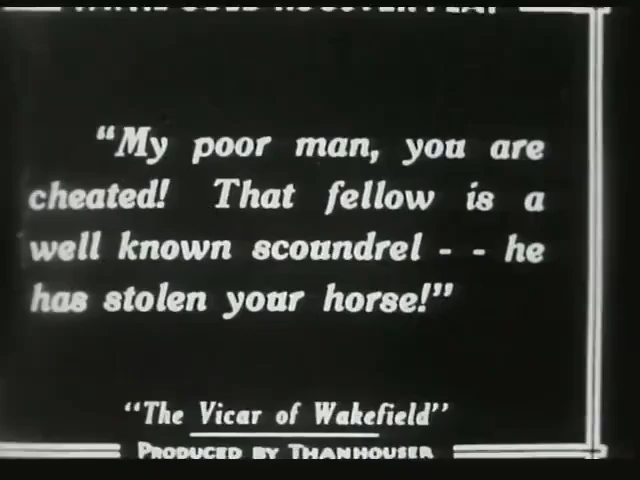 "My poor man, you are
cheated! That fellow is a
well known scoundrel - - he
has stolen your horse!"
"The Vicar of Wakefield"
PRODUCED BY THANHOUSER